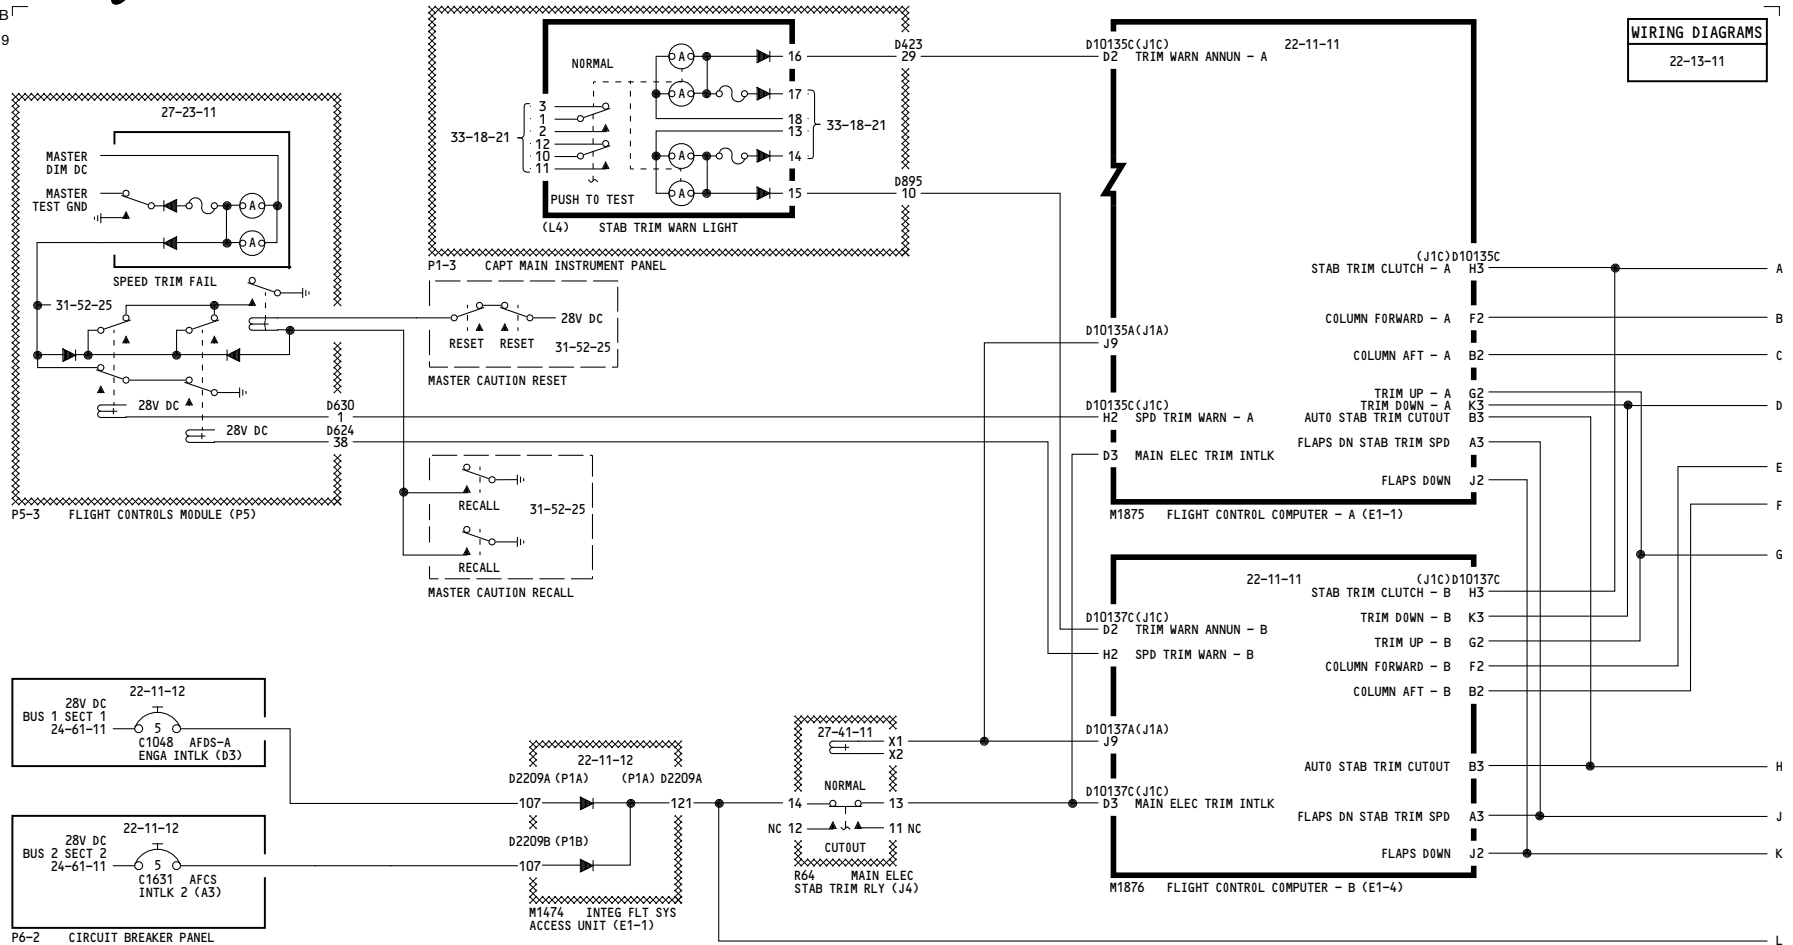 B
9
WIRING DIAGRAMS
22-13-11
27-23-11
MASTER
DIM DC
MASTER
TEST GND
A
A
SPEED TRIM FAIL
31-52-25
28V DC
28V DC
D630
1
D624
38
P5-3 FLIGHT CONTROLS MODULE (P5)
NORMAL
33-18-21
3
1
2
12
10
11
PUSH TO TEST
A
A
A
A
16
17
18
13
14
15
33-18-21
D423
29
D895
10
(L4) STAB TRIM WARN LIGHT
P1-3 CAPT MAIN INSTRUMENT PANEL
28V DC
RESET RESET
31-52-25
MASTER CAUTION RESET
RECALL
31-52-25
RECALL
MASTER CAUTION RECALL
D10135C(J1C)
D2 TRIM WARN ANNUN - A
22-11-11
D10135A(J1A)
J9
D10135C(J1C)
H2 SPD TRIM WARN - A
D3 MAIN ELEC TRIM INTLK
(J1C)D10135C
STAB TRIM CLUTCH - A H3
COLUMN FORWARD - A F2
COLUMN AFT - A B2
TRIM UP - A G2
TRIM DOWN - A K3
AUTO STAB TRIM CUTOUT B3
FLAPS DN STAB TRIM SPD A3
FLAPS DOWN J2
M1875 FLIGHT CONTROL COMPUTER - A (E1-1)
22-11-11
(J1C)D10137C
STAB TRIM CLUTCH - B H3
D10137C(J1C)
D2 TRIM WARN ANNUN - B
H2 SPD TRIM WARN - B
TRIM DOWN - B K3
TRIM UP - B G2
COLUMN FORWARD - B F2
COLUMN AFT - B B2
D10137A(J1A)
J9
AUTO STAB TRIM CUTOUT B3
D10137C(J1C)
D3 MAIN ELEC TRIM INTLK
FLAPS DN STAB TRIM SPD A3
FLAPS DOWN J2
M1876 FLIGHT CONTROL COMPUTER - B (E1-4)
22-11-12
28V DC
BUS 1 SECT 1
24-61-11
5
C1048 AFDS-A
ENGA INTLK (D3)
22-11-12
28V DC
BUS 2 SECT 2
24-61-11
5
C1631 AFCS
INTLK 2 (A3)
P6-2 CIRCUIT BREAKER PANEL
22-11-12
D2209A (P1A) (P1A) D2209A
107
121
D2209B (P1B)
107
M1474 INTEG FLT SYS
ACCESS UNIT (E1-1)
27-41-11
X1
X2
NORMAL
14
13
NC 12
11 NC
CUTOUT
R64 MAIN ELEC
STAB TRIM RLY (J4)
A
B
C
D
E
F
G
H
J
K
L